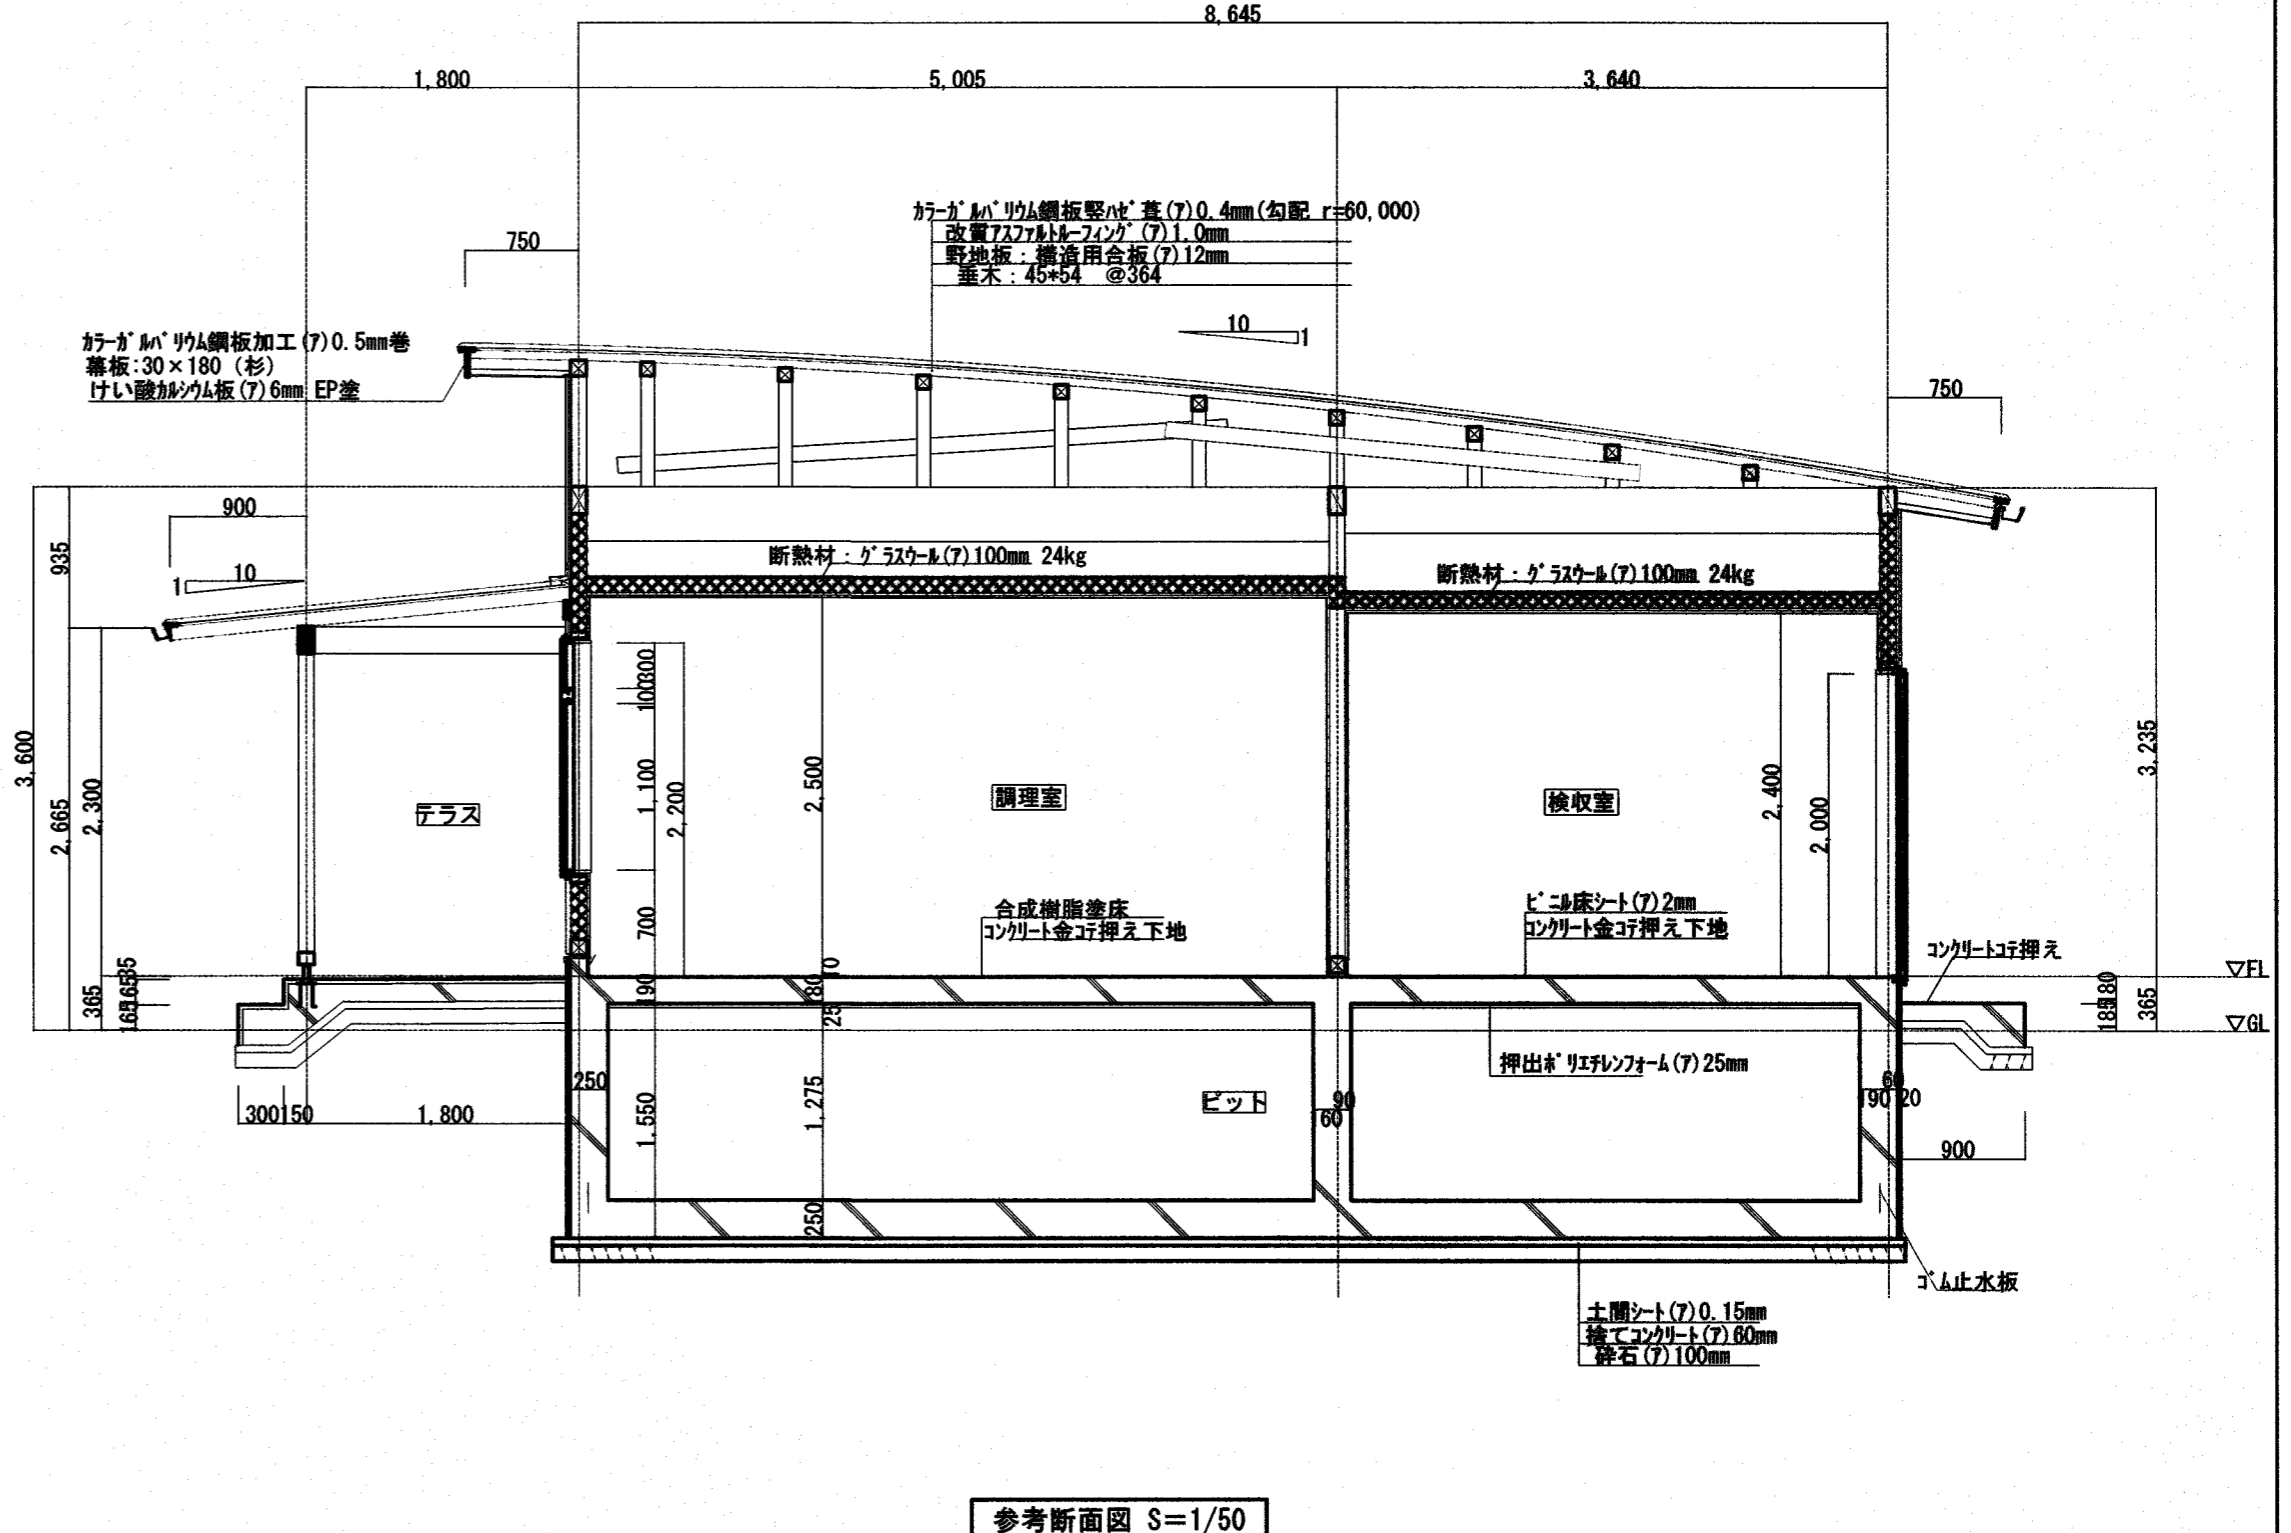 8,645
1,800
5,005
3,640
カラーガルバリウム鋼板竪ハゼ葺(ア)0.4mm(勾配 r=60,000)
改質アスファルトルーフィング(ア)1.0mm
野地板:構造用合板(ア)12mm
垂木:45*54 @364
750
10
1
カラーガルバリウム鋼板加工(ア)0.5mm巻
幕板:30×180 (杉)
けい酸カルシウム板(ア)6mm EP塗
750
900
10
1
935
断熱材:グラスウール(ア)100mm 24kg
断熱材:グラスウール(ア)100mm 24kg
3,600
2,665
2,300
300
100
1,100
2,200
700
2,500
2,400
2,000
3,235
テラス
調理室
検収室
合成樹脂塗床
コンクリート金コテ押え下地
ビニル床シート(ア)2mm
コンクリート金コテ押え下地
コンクリートコテ押え
▽FL
▽GL
365
35
165
165
190
10
180
25
180
185
365
押出ポリエチレンフォーム(ア)25mm
ピット
250
1,550
1,275
250
90
160
60
190
120
900
300
150
1,800
ゴム止水板
土間シート(ア)0.15mm
捨てコンクリート(ア)60mm
砕石(ア)100mm
参考断面図 S=1/50